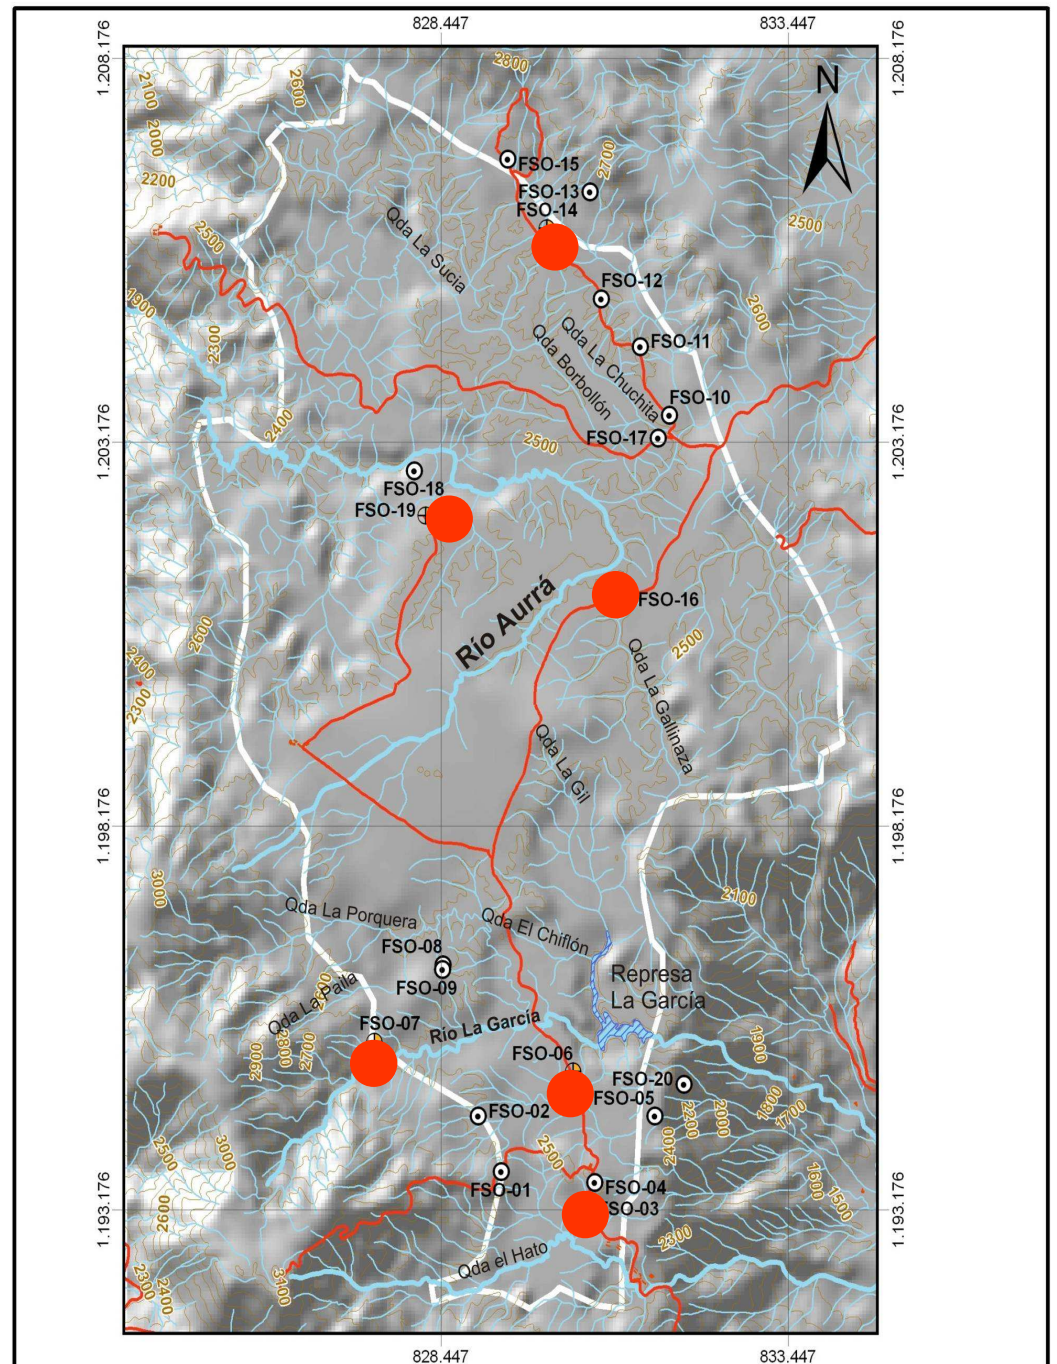 828.447
833.447
1.208.176
1.208.176
N
2800
2600
2100
2000
2200
2700
2500
2500
FSO-15
FSO-13
FSO-14
Qda La Sucia
1900
2300
2600
FSO-12
Qda La Chuchita
FSO-11
Qda Borbollón
FSO-10
FSO-17
2400
2500
1.203.176
1.203.176
FSO-18
FSO-19
Río Aurrá
FSO-16
2600
2500
2400
2300
Qda La Gallinaza
Qda La Gil
1.198.176
1.198.176
3000
2100
Qda La Porquera
Qda El Chiflón
FSO-08
FSO-09
Represa
La García
2600
Qda La Paila
FSO-07
Río La García
2900
2800
2700
1900
FSO-06
FSO-20
FSO-05
FSO-02
1800
1700
2000
2200
2400
2500
3000
2500
FSO-01
FSO-04
FSO-03
1600
1500
2600
1.193.176
1.193.176
2300
Qda el Hato
3100
2300
2400
828.447
833.447